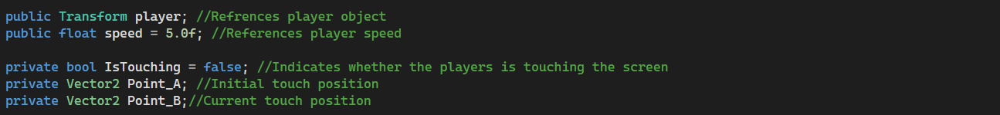 public Transform player; //Refrences player object
public float speed = 5.0f; //References player speed
private bool IsTouching = false; //Indicates whether the players is touching the screen
private Vector2 Point_A; //Initial touch position
private Vector2 Point_B;//Current touch position